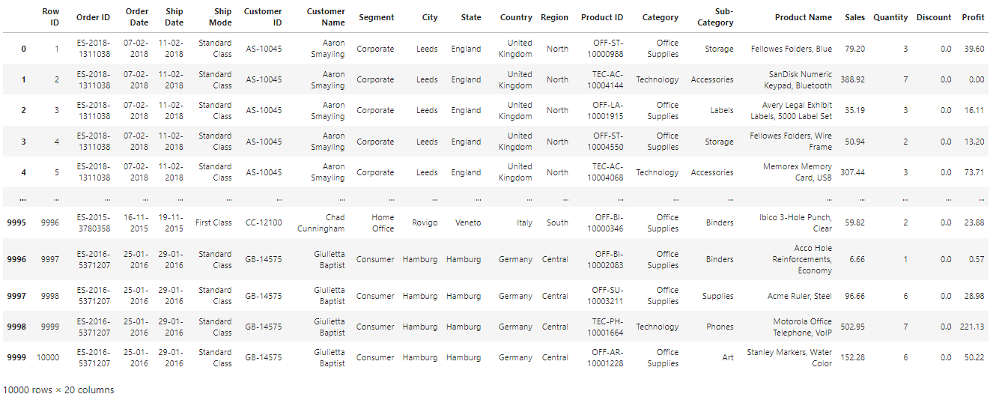 Row ID Order ID Order Date Ship Date Ship Mode Customer ID Customer Name Segment City State Country Region Product ID Category Sub-Category Product Name Sales Quantity Discount Profit
0 1 ES-2018-1311038 07-02-2018 11-02-2018 Standard Class AS-10045 Aaron Smayling Corporate Leeds England United Kingdom North OFF-ST-10000988 Office Supplies Storage Fellowes Folders, Blue 79.20 3 0.0 39.60
1 2 ES-2018-1311038 07-02-2018 11-02-2018 Standard Class AS-10045 Aaron Smayling Corporate Leeds England United Kingdom North TEC-AC-10004144 Technology Accessories SanDisk Numeric Keypad, Bluetooth 388.92 7 0.0 0.00
2 3 ES-2018-1311038 07-02-2018 11-02-2018 Standard Class AS-10045 Aaron Smayling Corporate Leeds England United Kingdom North OFF-LA-10001915 Office Supplies Labels Avery Legal Exhibit Labels, 5000 Label Set 35.19 3 0.0 16.11
3 4 ES-2018-1311038 07-02-2018 11-02-2018 Standard Class AS-10045 Aaron Smayling Corporate Leeds England United Kingdom North OFF-ST-10004550 Office Supplies Storage Fellowes Folders, Wire Frame 50.94 2 0.0 13.20
4 5 ES-2018-1311038 07-02-2018 11-02-2018 Standard Class AS-10045 Aaron Smayling Corporate Leeds England United Kingdom North TEC-AC-10004068 Technology Accessories Memorex Memory Card, USB 307.44 3 0.0 73.71
... ... ... ... ... ... ... ... ... ... ... ... ... ... ... ... ... ... ... ... ...
9995 9996 ES-2015-3780358 16-11-2015 19-11-2015 First Class CC-12100 Chad Cunningham Home Office Rovigo Veneto Italy South OFF-BI-10000346 Office Supplies Binders Ibico 3-Hole Punch, Clear 59.82 2 0.0 23.88
9996 9997 ES-2016-5371207 25-01-2016 29-01-2016 Standard Class GB-14575 Giulietta Baptist Consumer Hamburg Hamburg Germany Central OFF-BI-10002083 Office Supplies Binders Acco Hole Reinforcements, Economy 6.66 1 0.0 0.57
9997 9998 ES-2016-5371207 25-01-2016 29-01-2016 Standard Class GB-14575 Giulietta Baptist Consumer Hamburg Hamburg Germany Central OFF-SU-10003211 Office Supplies Supplies Acme Ruler, Steel 96.66 6 0.0 28.98
9998 9999 ES-2016-5371207 25-01-2016 29-01-2016 Standard Class GB-14575 Giulietta Baptist Consumer Hamburg Hamburg Germany Central TEC-PH-10001664 Technology Phones Motorola Office Telephone, VoIP 502.95 7 0.0 221.13
9999 10000 ES-2016-5371207 25-01-2016 29-01-2016 Standard Class GB-14575 Giulietta Baptist Consumer Hamburg Hamburg Germany Central OFF-AR-10001228 Office Supplies Art Stanley Markers, Water Color 152.28 6 0.0 50.22
10000 rows × 20 columns